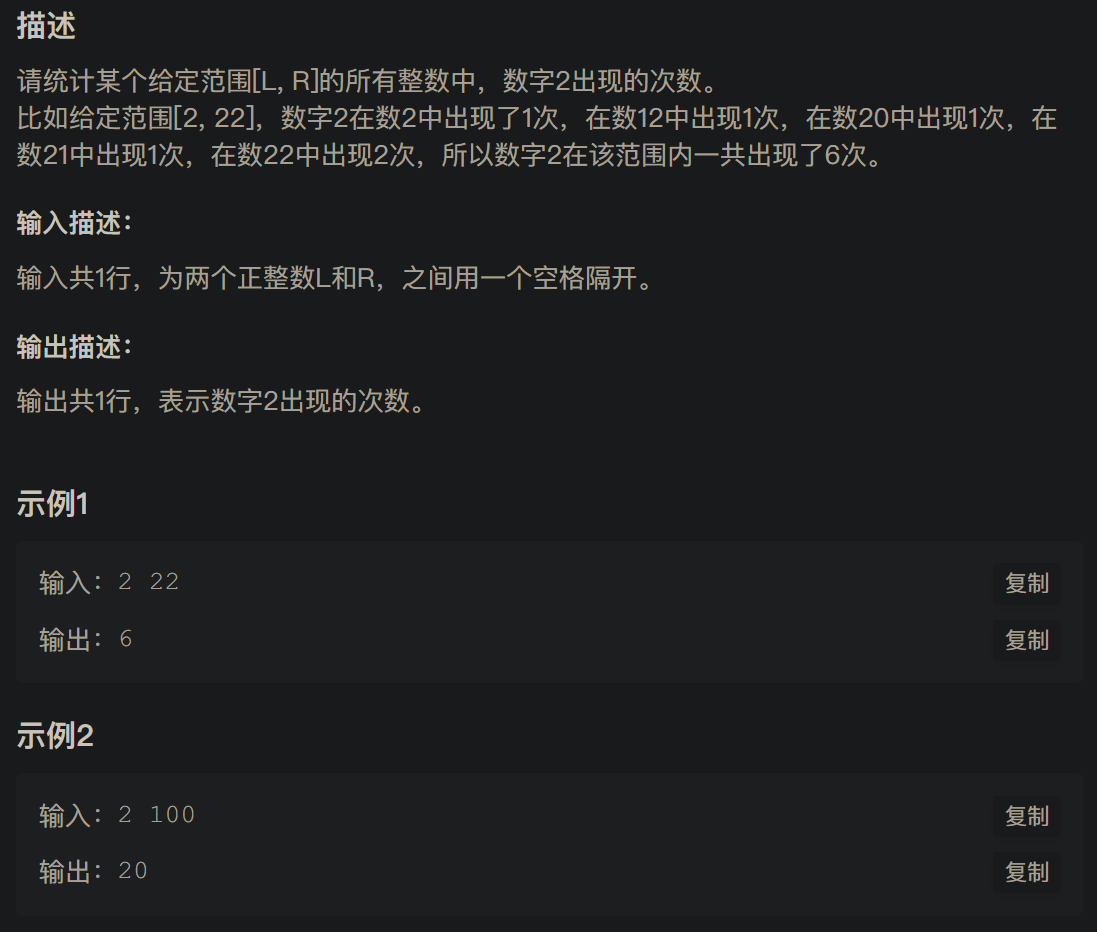 描述
请统计某个给定范围[L, R]的所有整数中，数字2出现的次数。
比如给定范围[2, 22]，数字2在数2中出现了1次，在数12中出现1次，在数20中出现1次，在
数21中出现1次，在数22中出现2次，所以数字2在该范围内一共出现了6次。
输入描述：
输入共1行，为两个正整数L和R，之间用一个空格隔开。
输出描述：
输出共1行，表示数字2出现的次数。
示例1
输入：2 22 复制
输出：6 复制
示例2
输入：2 100 复制
输出：20 复制